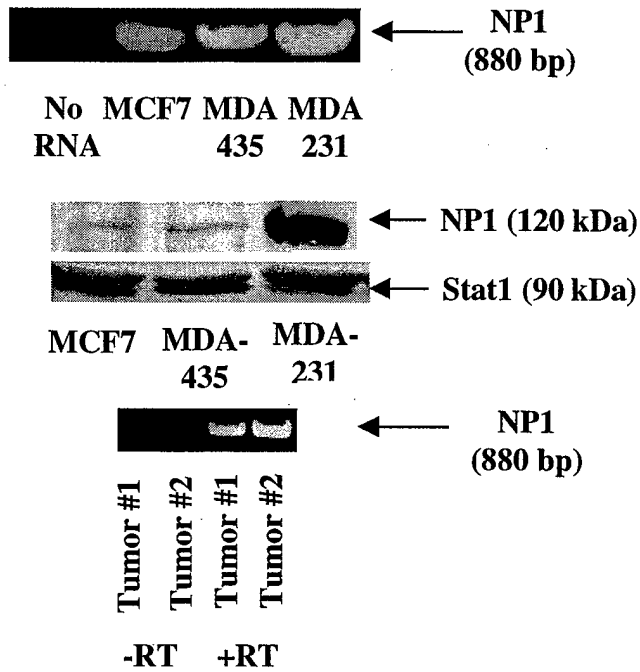 NP1
(880 bp)
No MCF7 MDA MDA
RNA 435 231
NP1 (120 kDa)
Stat1 (90 kDa)
MCF7 MDA- MDA-
435 231
NP1
(880 bp)
Tumor #1
Tumor #2
Tumor #1
Tumor #2
-RT +RT